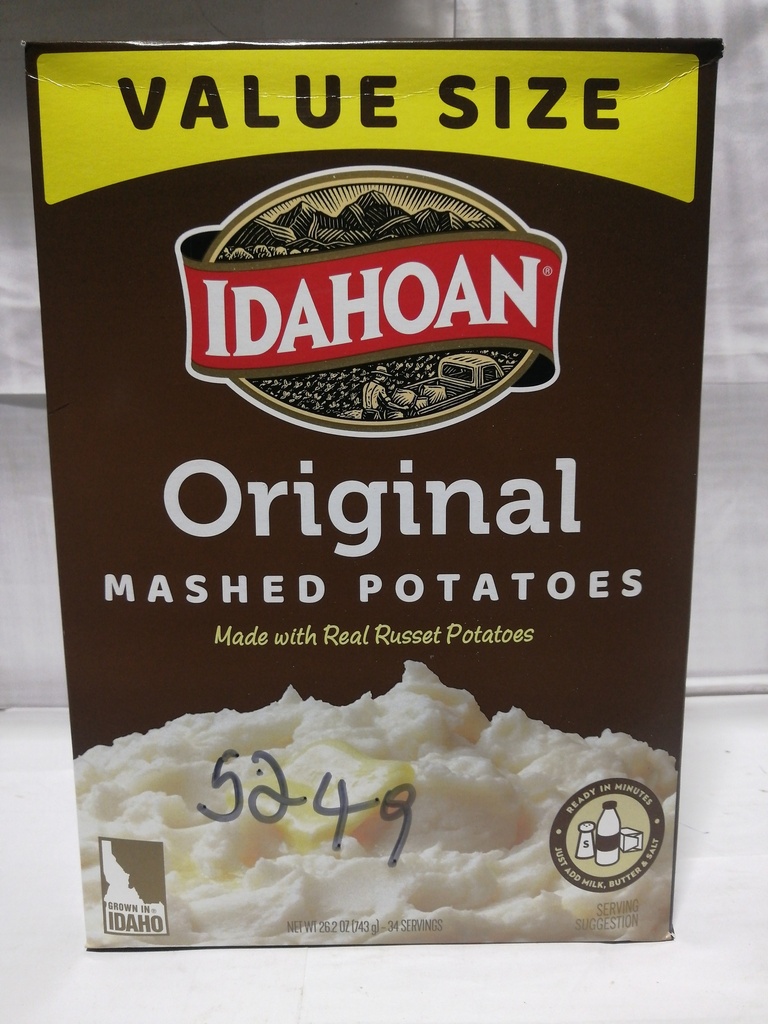 VALUE SIZE
IDAHOAN®
Original
MASHED POTATOES
Made with Real Russet Potatoes
5249
READY IN MINUTES
S
JUST ADD MILK, BUTTER & SALT
GROWN IN®
IDAHO
NET WT 26.2 OZ (743 g) - 34 SERVINGS
SERVING
SUGGESTION